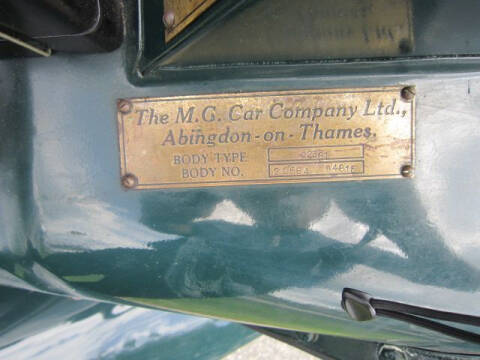 The M.G. Car Company Ltd.,
Abingdon-on-Thames.
BODY TYPE
BODY NO.